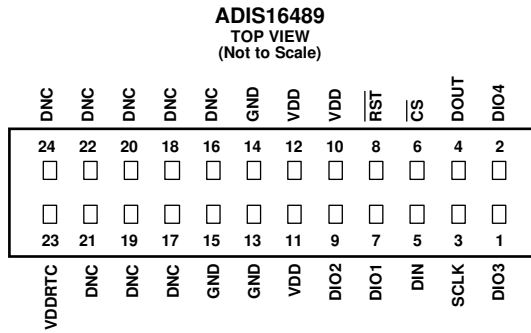 ADIS16489
TOP VIEW
(Not to Scale)
DNC DNC DNC DNC DNC GND VDD VDD RST CS DOUT DIO4
24 22 20 18 16 14 12 10 8 6 4 2
23 21 19 17 15 13 11 9 7 5 3 1
VDDRTC DNC DNC DNC GND GND VDD DIO2 DIO1 DIN SCLK DIO3